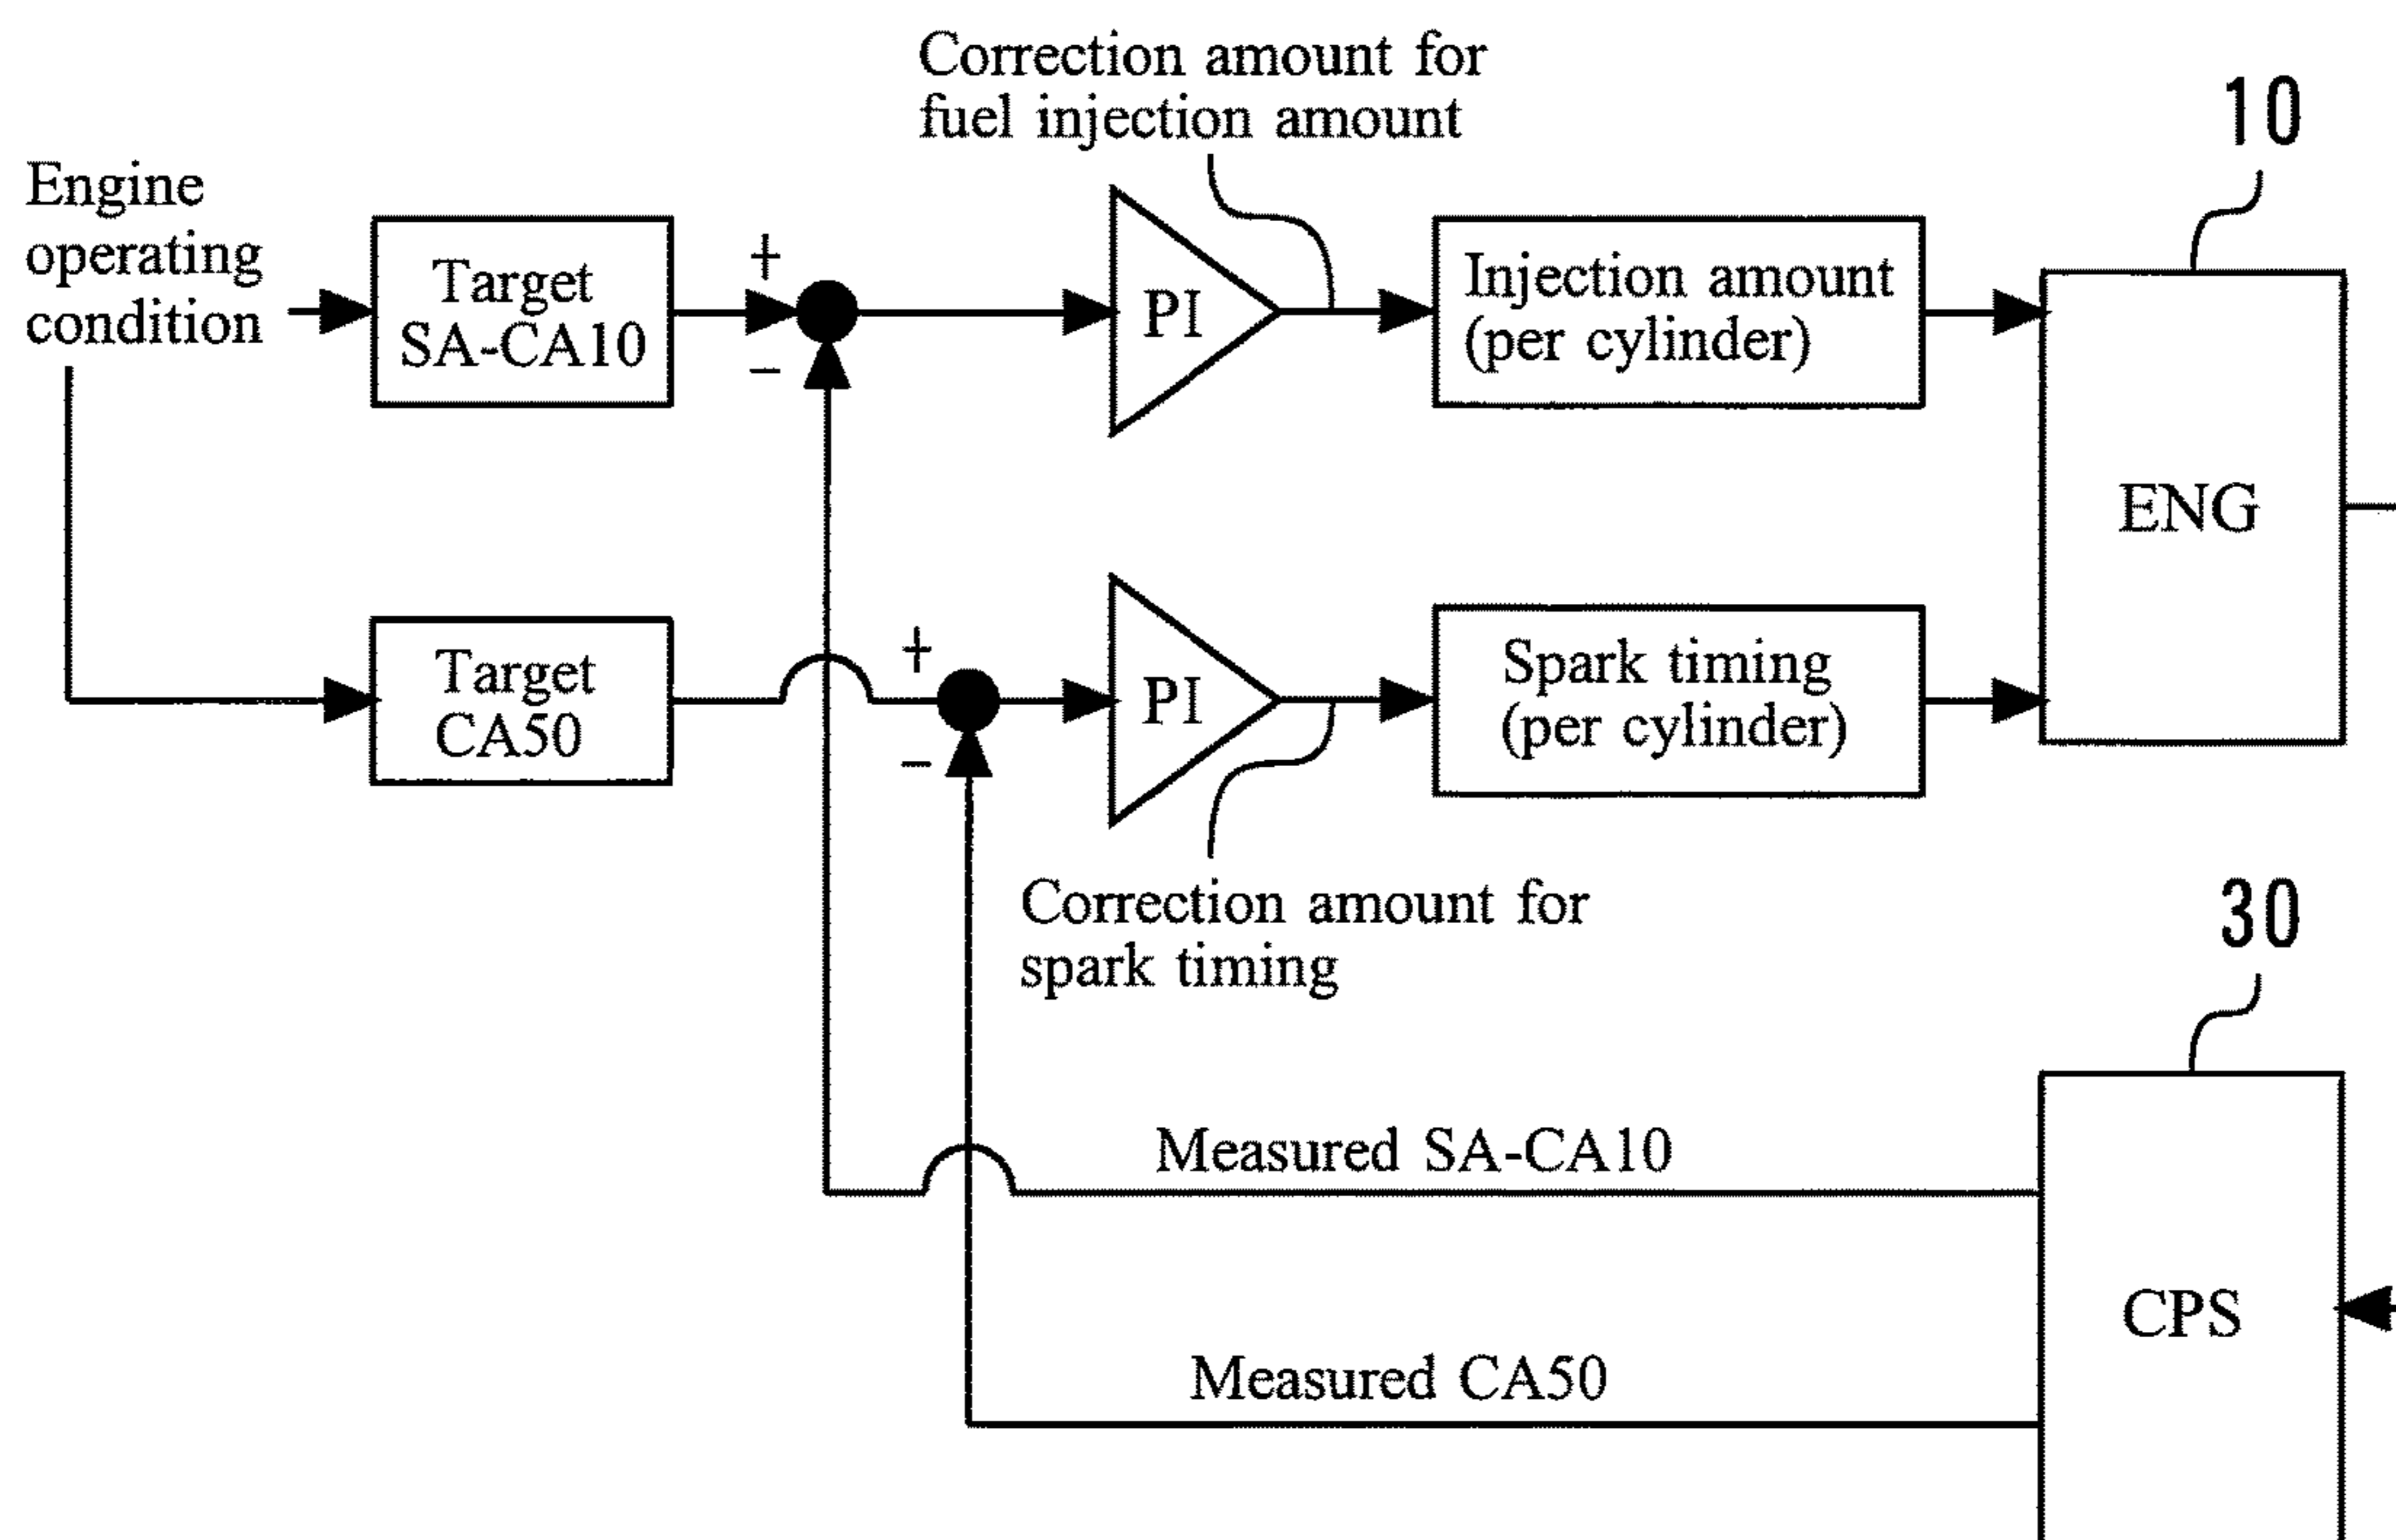 Correction amount for
fuel injection amount
10
Engine
operating
condition
Target
SA-CA10
+
−
PI
Injection amount
(per cylinder)
ENG
Target
CA50
+
−
PI
Spark timing
(per cylinder)
Correction amount for
spark timing
30
Measured SA-CA10
CPS
Measured CA50